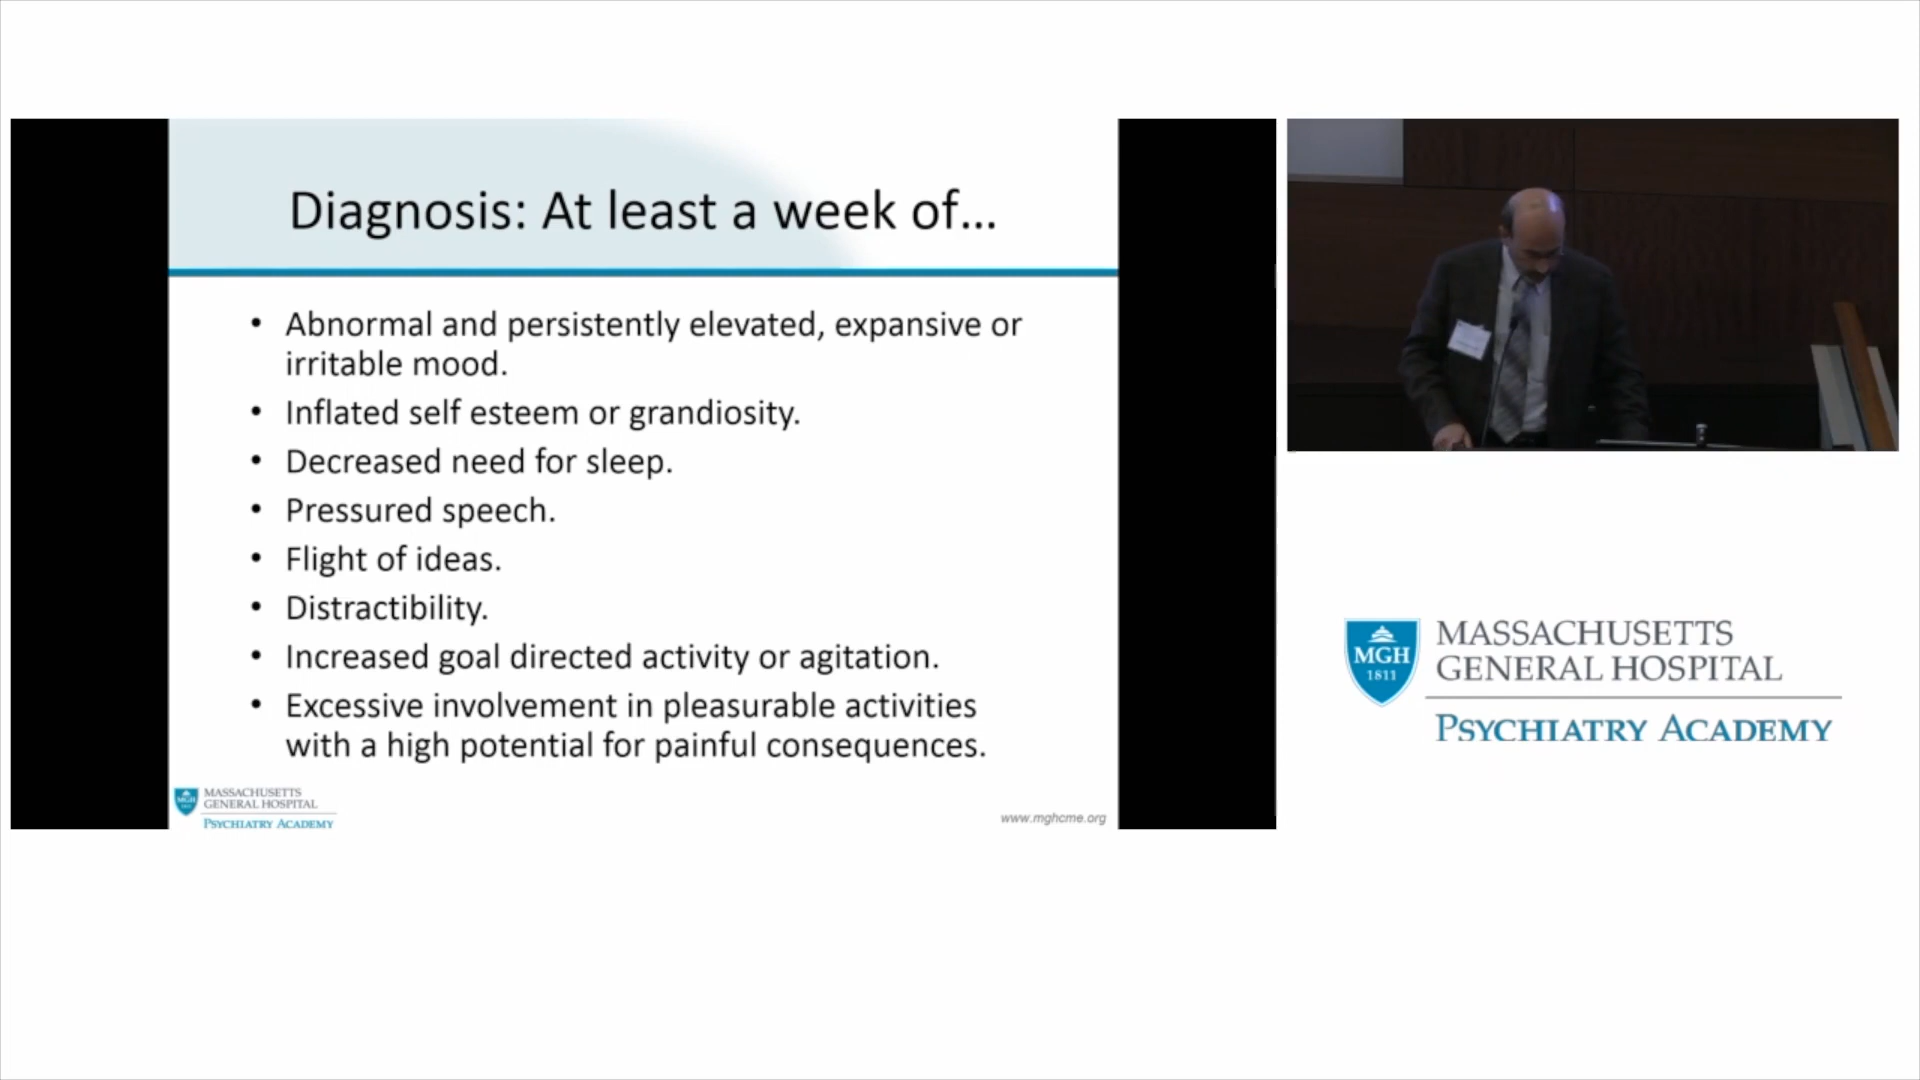 Diagnosis: At least a week of...
• Abnormal and persistently elevated, expansive or
irritable mood.
• Inflated self esteem or grandiosity.
• Decreased need for sleep.
• Pressured speech.
• Flight of ideas.
• Distractibility.
• Increased goal directed activity or agitation.
• Excessive involvement in pleasurable activities
with a high potential for painful consequences.
MGH
MASSACHUSETTS
GENERAL HOSPITAL
PSYCHIATRY ACADEMY
www.mghcme.org
MGH
1811
MASSACHUSETTS
GENERAL HOSPITAL
PSYCHIATRY ACADEMY